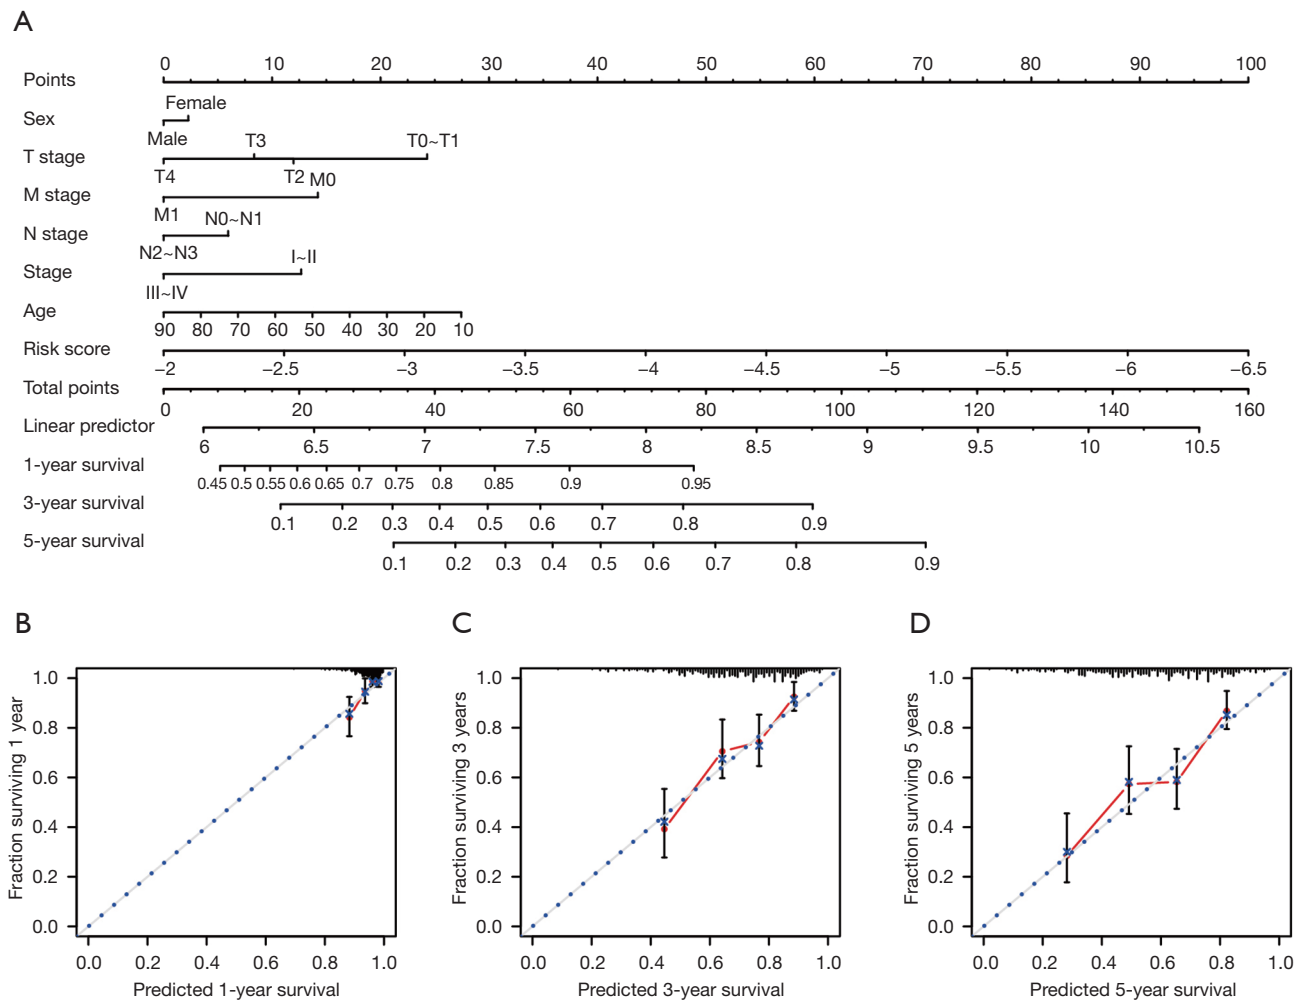 A
Points 0 10 20 30 40 50 60 70 80 90 100
Female
Sex
Male T3 T0~T1
T stage
T4 T2 M0
M stage
M1 N0~N1
N stage
N2~N3 I~II
Stage
III~IV
Age
90 80 70 60 50 40 30 20 10
Risk score
−2 −2.5 −3 −3.5 −4 −4.5 −5 −5.5 −6 −6.5
Total points
0 20 40 60 80 100 120 140 160
Linear predictor
6 6.5 7 7.5 8 8.5 9 9.5 10 10.5
1-year survival
0.45 0.5 0.55 0.6 0.65 0.7 0.75 0.8 0.85 0.9 0.95
3-year survival
0.1 0.2 0.3 0.4 0.5 0.6 0.7 0.8 0.9
5-year survival
0.1 0.2 0.3 0.4 0.5 0.6 0.7 0.8 0.9
B
Fraction surviving 1 year
1.0
0.8
0.6
0.4
0.2
0.0
0.0 0.2 0.4 0.6 0.8 1.0
Predicted 1-year survival
C
Fraction surviving 3 years
1.0
0.8
0.6
0.4
0.2
0.0
0.0 0.2 0.4 0.6 0.8 1.0
Predicted 3-year survival
D
Fraction surviving 5 years
1.0
0.8
0.6
0.4
0.2
0.0
0.0 0.2 0.4 0.6 0.8 1.0
Predicted 5-year survival